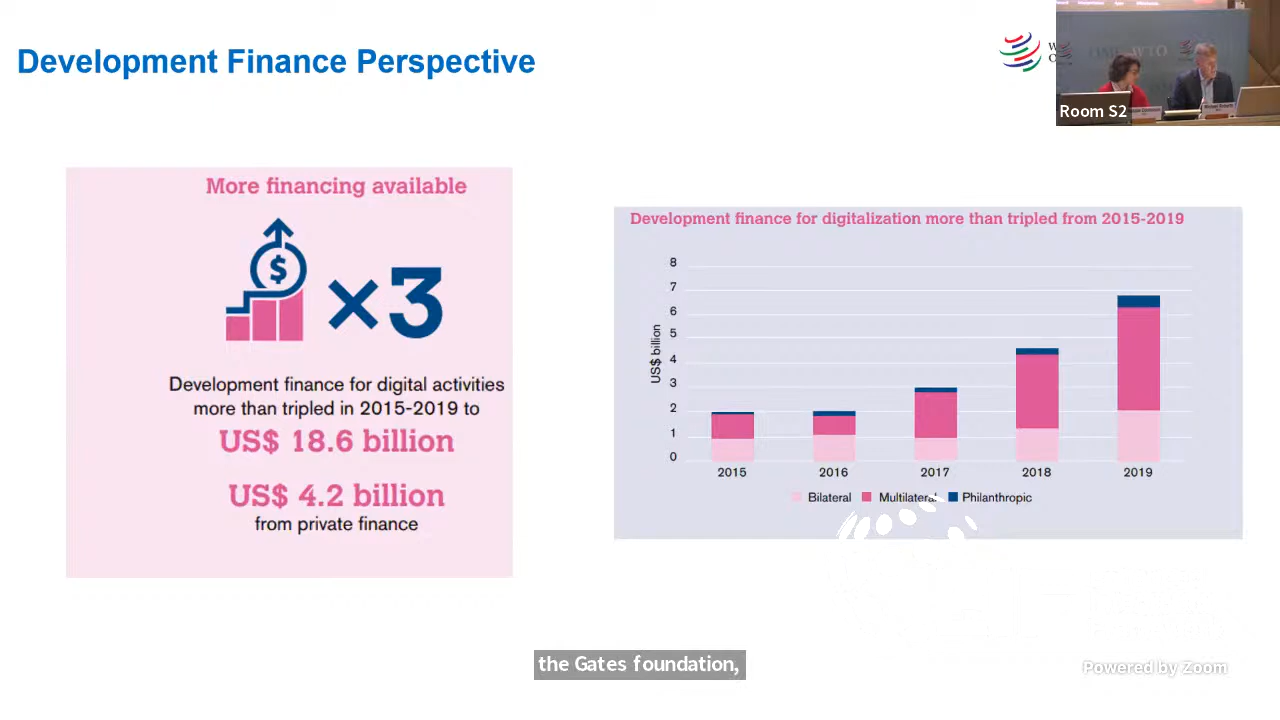 Development Finance Perspective
WTO
Room S2
More financing available
$
×3
Development finance for digital activities
more than tripled in 2015-2019 to
US$ 18.6 billion
US$ 4.2 billion
from private finance
Development finance for digitalization more than tripled from 2015-2019
US$ billion
8
7
6
5
4
3
2
1
0
2015 2016 2017 2018 2019
Bilateral Multilateral Philanthropic
the Gates foundation,
Powered by Zoom